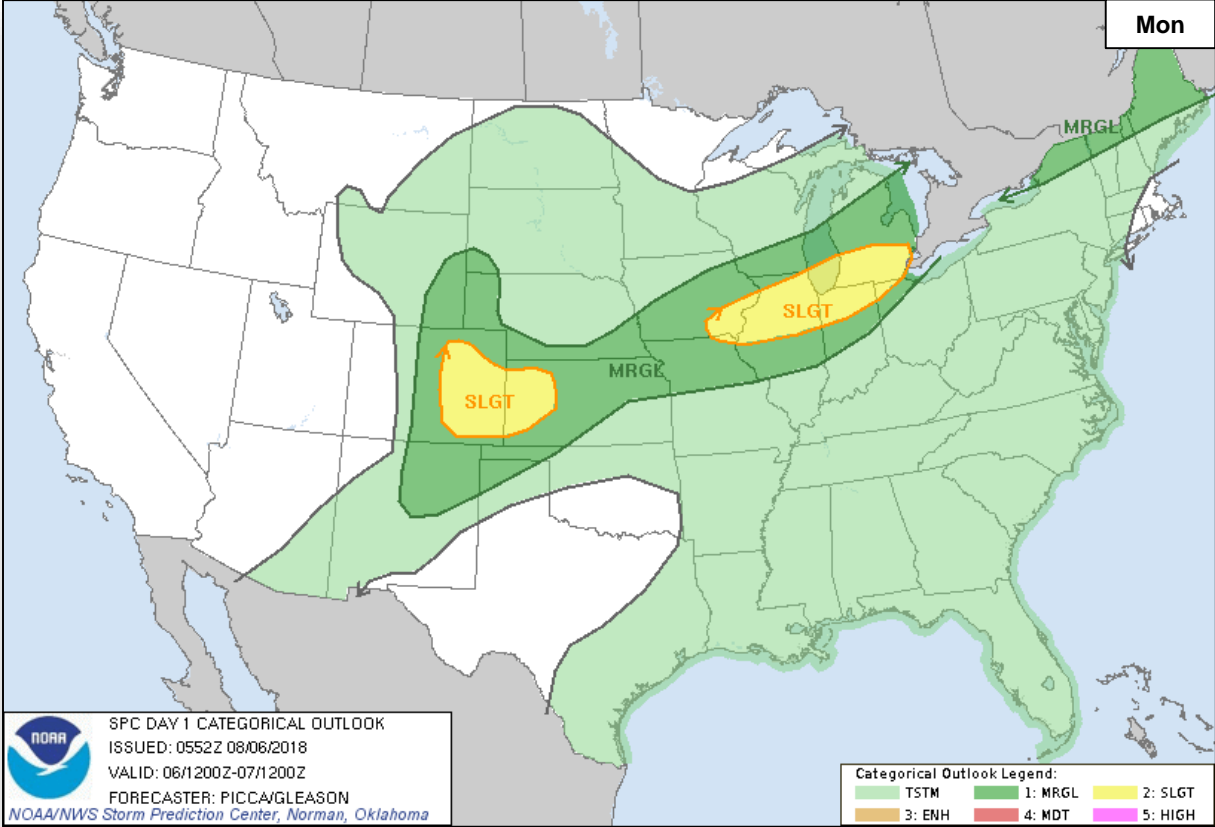 Mon
MRGL
SLGT
MRGL
SLGT
NOAA
SPC DAY 1 CATEGORICAL OUTLOOK
ISSUED: 0552Z 08/06/2018
VALID: 06/1200Z-07/1200Z
FORECASTER: PICCA/GLEASON
NOAA/NWS Storm Prediction Center, Norman, Oklahoma
Categorical Outlook Legend:
TSTM 1: MRGL 2: SLGT
3: ENH 4: MDT 5: HIGH